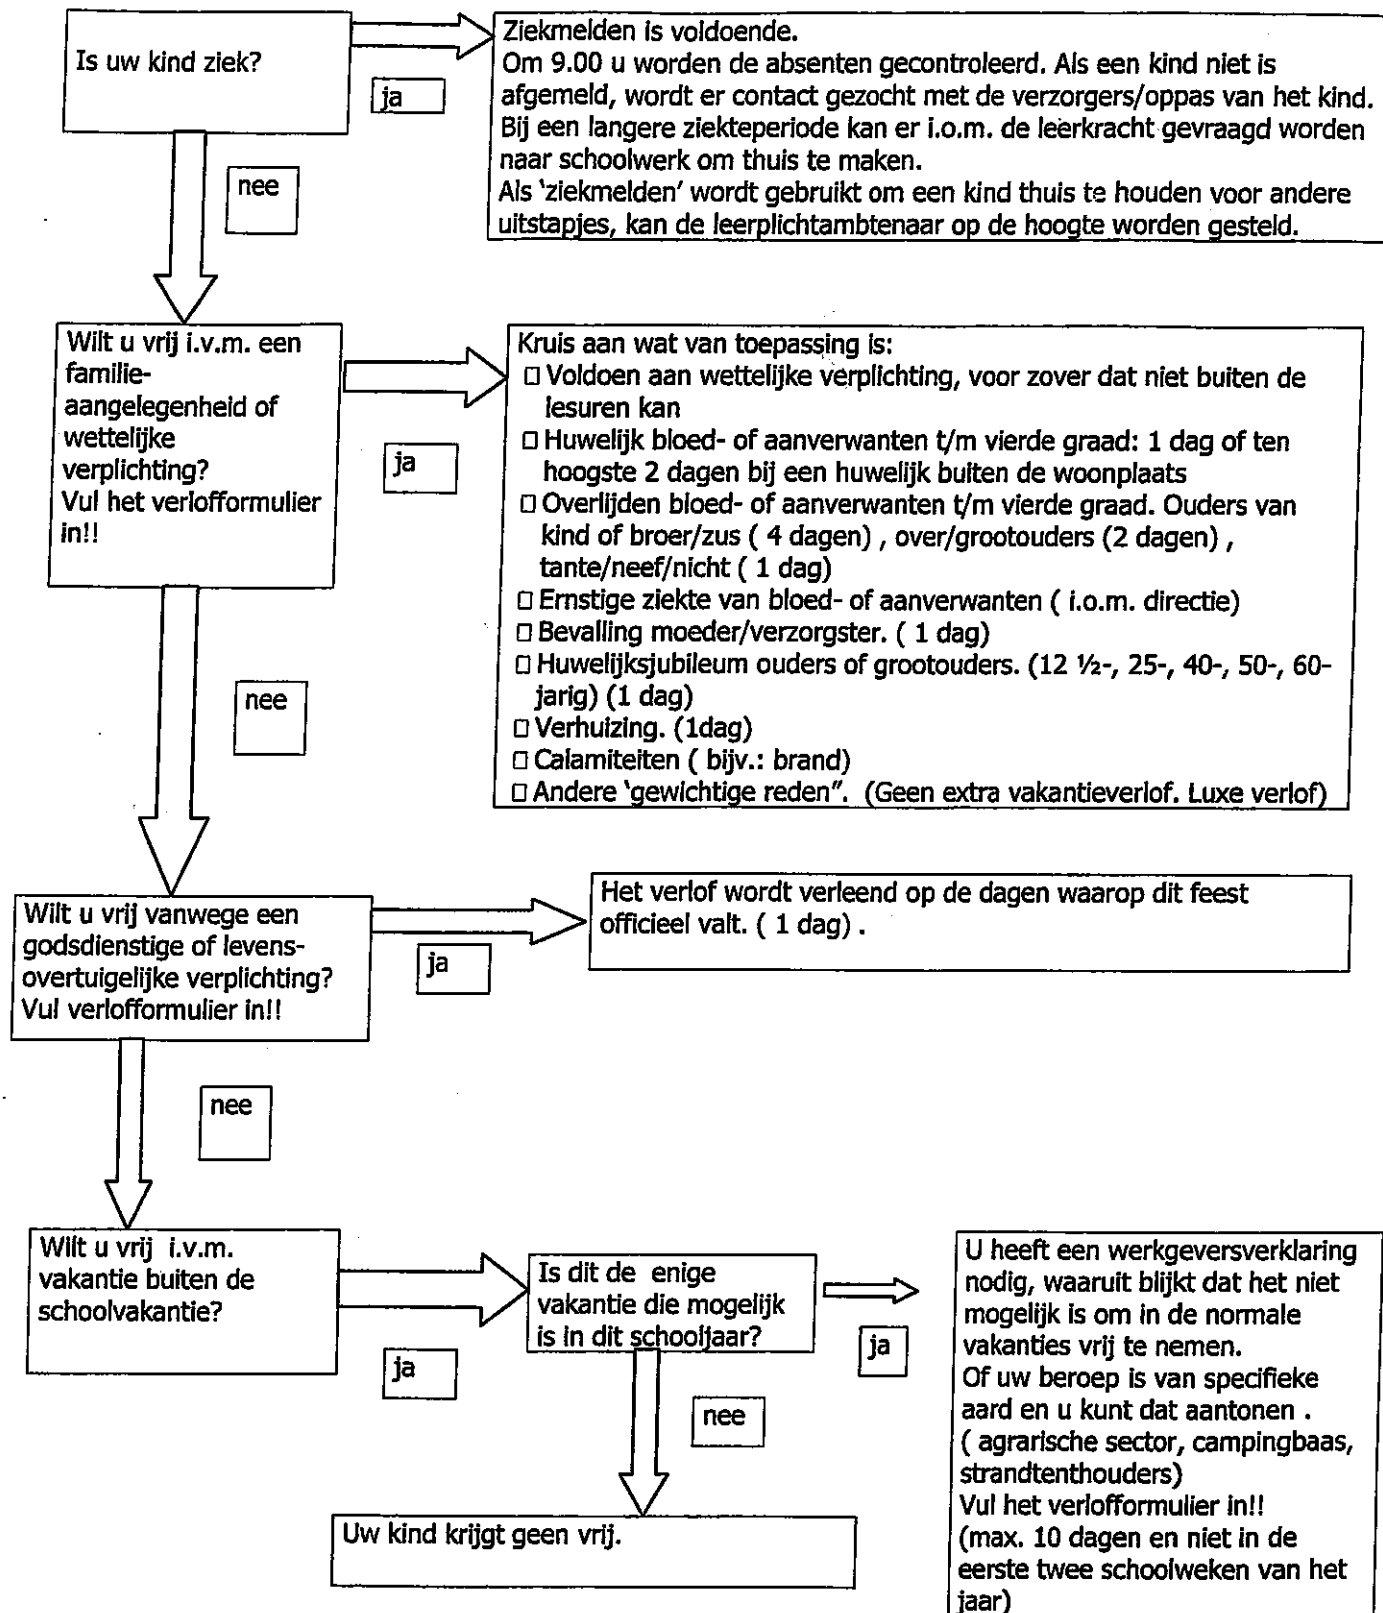 Is uw kind ziek?
ja
Ziekmelden is voldoende.
Om 9.00 u worden de absenten gecontroleerd. Als een kind niet is
afgemeld, wordt er contact gezocht met de verzorgers/oppas van het kind.
Bij een langere ziekteperiode kan er i.o.m. de leerkracht gevraagd worden
naar schoolwerk om thuis te maken.
Als 'ziekmelden' wordt gebruikt om een kind thuis te houden voor andere
uitstapjes, kan de leerplichtambtenaar op de hoogte worden gesteld.
nee
Wilt u vrij i.v.m. een
familie-
aangelegenheid of
wettelijke
verplichting?
Vul het verlofformulier
in!!
ja
Kruis aan wat van toepassing is:
□ Voldoen aan wettelijke verplichting, voor zover dat niet buiten de
lesuren kan
□ Huwelijk bloed- of aanverwanten t/m vierde graad: 1 dag of ten
hoogste 2 dagen bij een huwelijk buiten de woonplaats
□ Overlijden bloed- of aanverwanten t/m vierde graad. Ouders van
kind of broer/zus ( 4 dagen) , over/grootouders (2 dagen) ,
tante/neef/nicht ( 1 dag)
□ Ernstige ziekte van bloed- of aanverwanten ( i.o.m. directie)
□ Bevalling moeder/verzorgster. ( 1 dag)
□ Huwelijksjubileum ouders of grootouders. (12 ½-, 25-, 40-, 50-, 60-
jarig) (1 dag)
□ Verhuizing. (1dag)
□ Calamiteiten ( bijv.: brand)
□ Andere 'gewichtige reden". (Geen extra vakantieverlof. Luxe verlof)
nee
Wilt u vrij vanwege een
godsdienstige of levens-
overtuigelijke verplichting?
Vul verlofformulier in!!
ja
Het verlof wordt verleend op de dagen waarop dit feest
officieel valt. ( 1 dag) .
nee
Wilt u vrij i.v.m.
vakantie buiten de
schoolvakantie?
ja
Is dit de enige
vakantie die mogelijk
is in dit schooljaar?
ja
U heeft een werkgeversverklaring
nodig, waaruit blijkt dat het niet
mogelijk is om in de normale
vakanties vrij te nemen.
Of uw beroep is van specifieke
aard en u kunt dat aantonen .
( agrarische sector, campingbaas,
strandtenthouders)
Vul het verlofformulier in!!
(max. 10 dagen en niet in de
eerste twee schoolweken van het
jaar)
nee
Uw kind krijgt geen vrij.